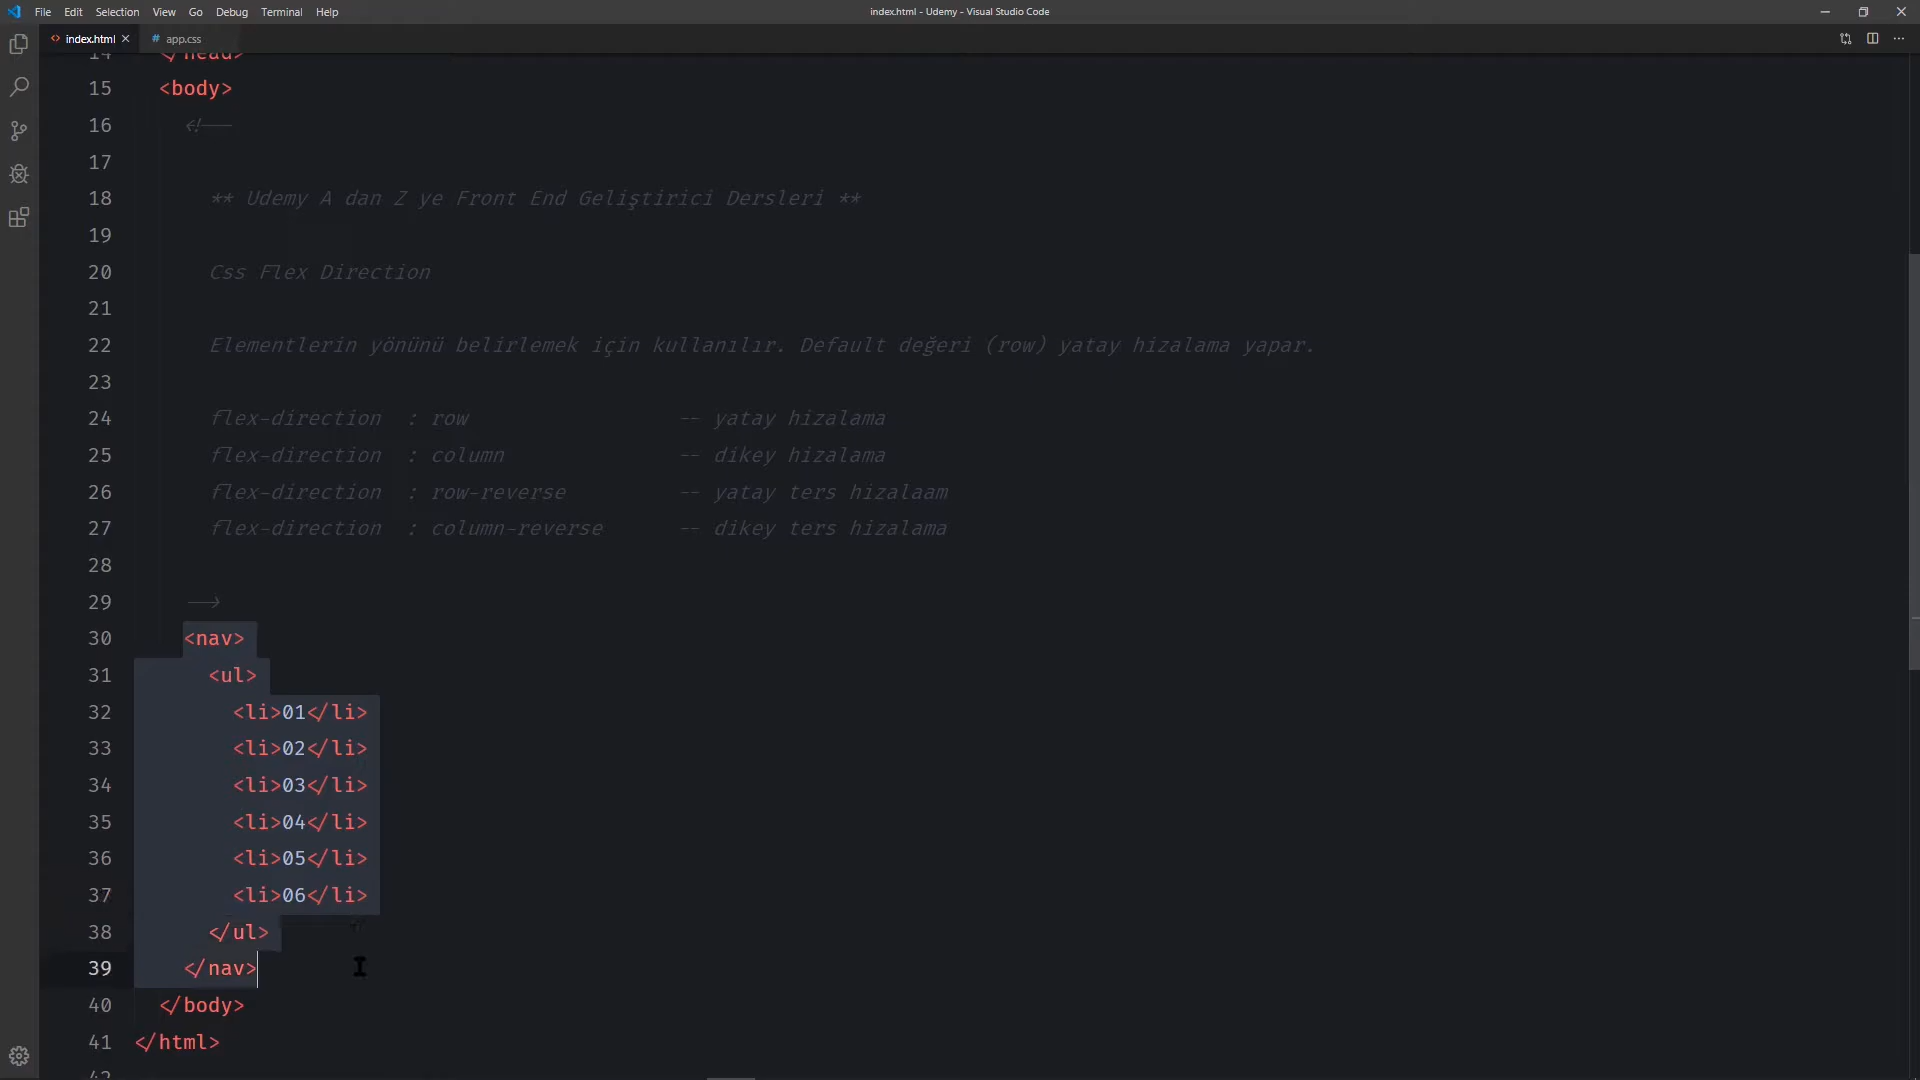 File Edit Selection View Go Debug Terminal Help
index.html - Udemy - Visual Studio Code
index.html
# app.css
14 </head>
15 <body>
16 <!--
17
18 ** Udemy A dan Z ye Front End Geliştirici Dersleri **
19
20 Css Flex Direction
21
22 Elementlerin yönünü belirlemek için kullanılır. Default değeri (row) yatay hizalama yapar.
23
24 flex-direction : row -- yatay hizalama
25 flex-direction : column -- dikey hizalama
26 flex-direction : row-reverse -- yatay ters hizalaam
27 flex-direction : column-reverse -- dikey ters hizalama
28
29 -->
30 <nav>
31 <ul>
32 <li>01</li>
33 <li>02</li>
34 <li>03</li>
35 <li>04</li>
36 <li>05</li>
37 <li>06</li>
38 </ul>
39 </nav>
40 </body>
41 </html>
42